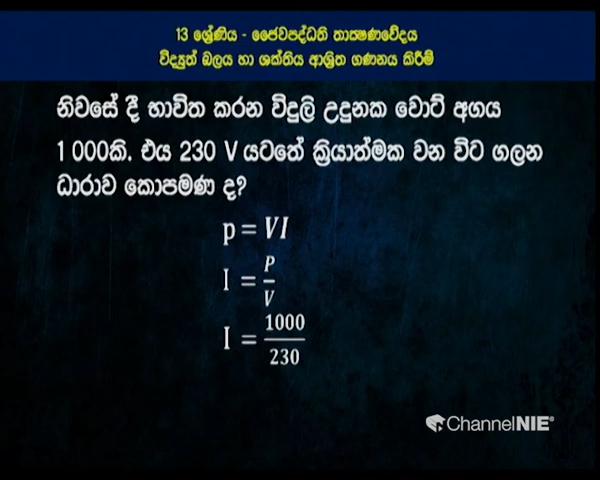 13 ශ්‍රේණිය - ජෛවපද්ධති තාක්ෂණවේදය
විද්‍යුත් බලය හා ශක්තිය ආශ්‍රිත ගණනය කිරීම්
නිවසේ දී භාවිත කරන විදුලි උදුනක වොට් අගය
1 000කි. එය 230 V යටතේ ක්‍රියාත්මක වන විට ගලන
ධාරාව කොපමණ ද?
p = VI
I = P/V
I = 1000/230
ChannelNIE®